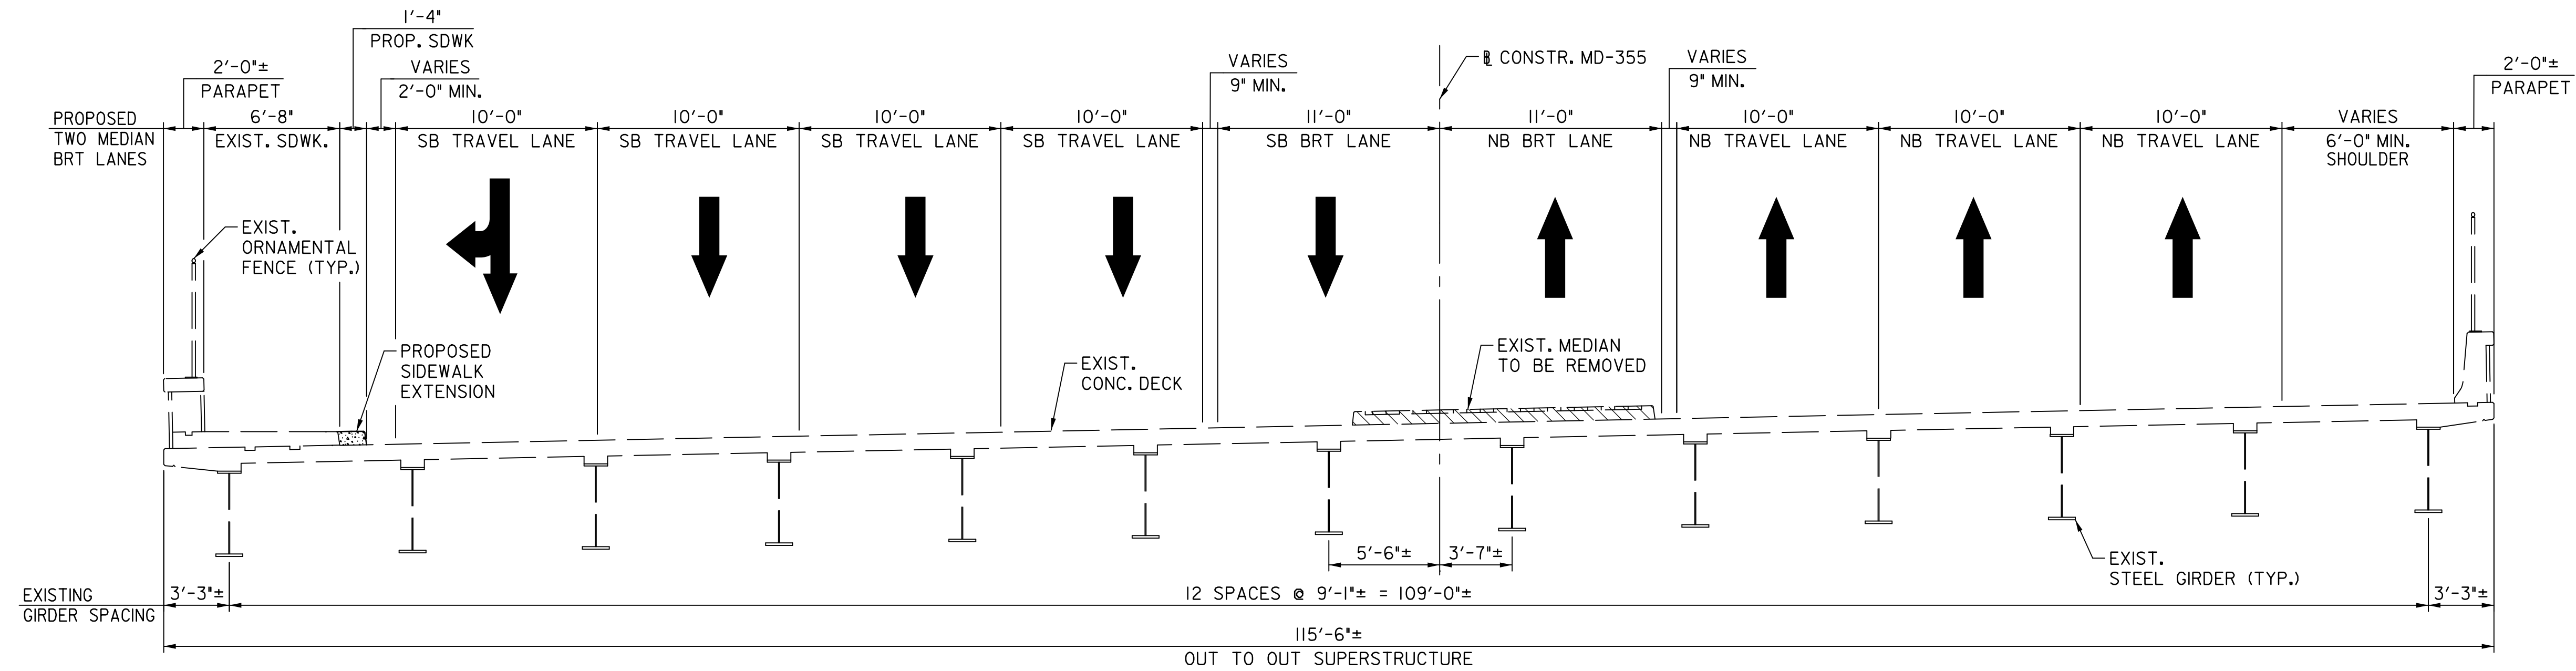 1'-4"
PROP. SDWK
2'-0"±
PARAPET
VARIES
2'-0" MIN.
VARIES
9" MIN.
℄ CONSTR. MD-355
VARIES
9" MIN.
2'-0"±
PARAPET
PROPOSED
TWO MEDIAN
BRT LANES
6'-8"
EXIST. SDWK.
10'-0"
SB TRAVEL LANE
10'-0"
SB TRAVEL LANE
10'-0"
SB TRAVEL LANE
10'-0"
SB TRAVEL LANE
11'-0"
SB BRT LANE
11'-0"
NB BRT LANE
10'-0"
NB TRAVEL LANE
10'-0"
NB TRAVEL LANE
10'-0"
NB TRAVEL LANE
VARIES
6'-0" MIN.
SHOULDER
EXIST.
ORNAMENTAL
FENCE (TYP.)
PROPOSED
SIDEWALK
EXTENSION
EXIST.
CONC. DECK
EXIST. MEDIAN
TO BE REMOVED
5'-6"±
3'-7"±
EXIST.
STEEL GIRDER (TYP.)
EXISTING
GIRDER SPACING
3'-3"±
12 SPACES @ 9'-1"± = 109'-0"±
3'-3"±
115'-6"±
OUT TO OUT SUPERSTRUCTURE